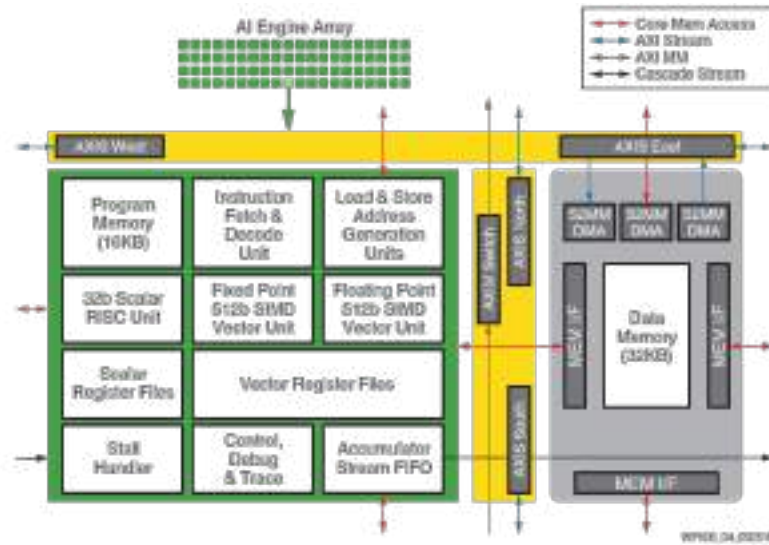 AI Engine Array
Core Mem Access
AXI Stream
AXI MM
Cascade Stream
AXIS West
AXIS East
Program
Memory
(16KB)
Instruction
Fetch &
Decode
Unit
Load & Store
Address
Generation
Units
32b Scalar
RISC Unit
Fixed Point
512b SIMD
Vector Unit
Floating Point
512b SIMD
Vector Unit
Scalar
Register Files
Vector Register Files
Stall
Handler
Control,
Debug
& Trace
Accumulator
Stream FIFO
Switch
AXIS North
AXIS South
S2MM
DMA
S2MM
DMA
S2MM
DMA
MEM I/F
Data
Memory
(32KB)
MEM I/F
MEM I/F